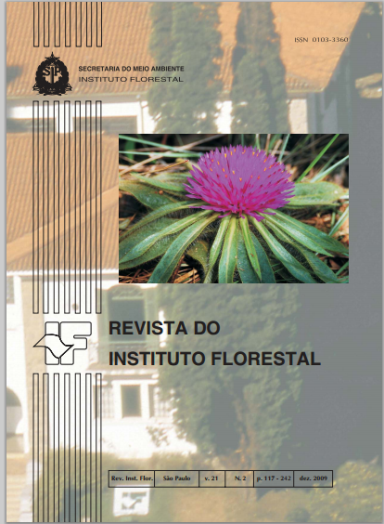 ISSN 0103-3360
SECRETARIA DO MEIO AMBIENTE
INSTITUTO FLORESTAL
IF
REVISTA DO
INSTITUTO FLORESTAL
Rev. Inst. Flor. São Paulo v. 21 N. 2 p. 117 - 242 dez. 2009